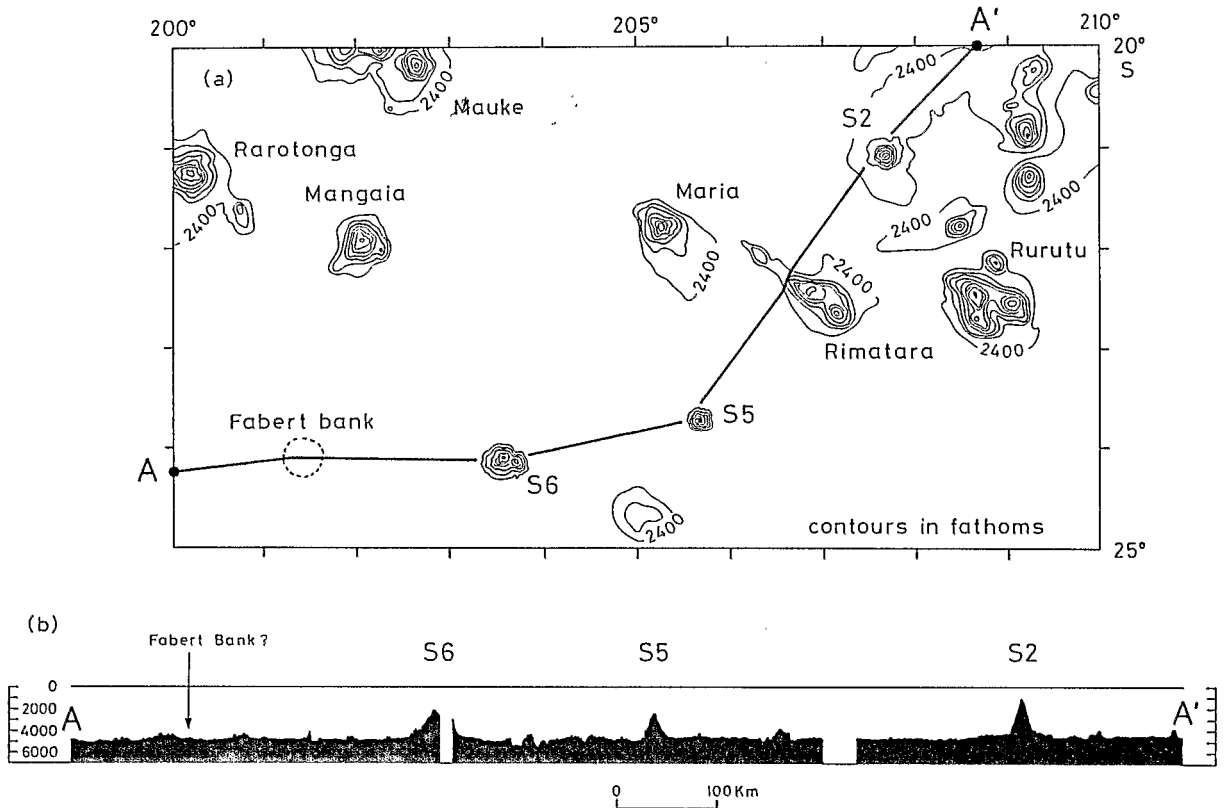 200° 205° A' 210°
20°
S
(a)
2400
Mauke
2400
S2
Rarotonga
Mangaia
Maria
2400
2400
2400
2400
2400
Rurutu
2400
2400
Rimatara
Fabert bank
S5
A
S6
2400
contours in fathoms
25°
(b)
Fabert Bank?
S6 S5 S2
0
2000
4000
6000
A A'
0 100Km